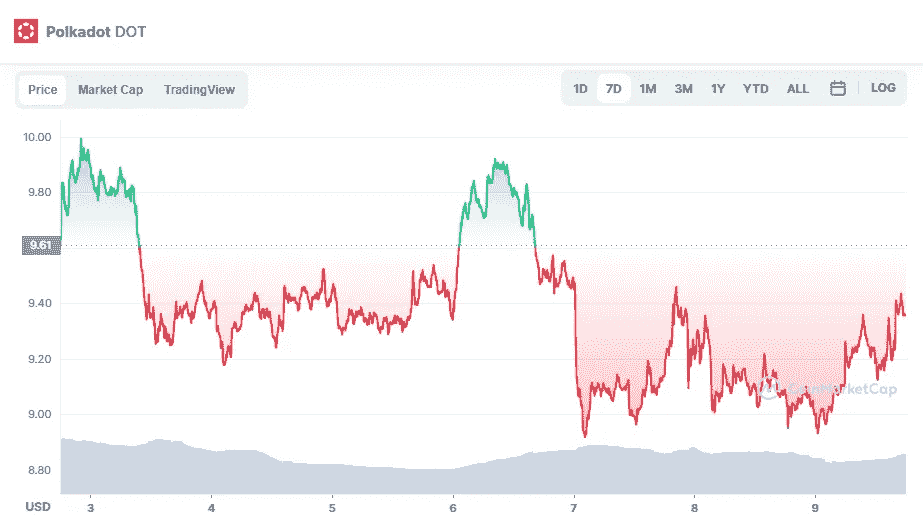 Polkadot DOT
Price Market Cap TradingView
1D 7D 1M 3M 1Y YTD ALL LOG
10.00
9.80
9.61
9.40
9.20
9.00
8.80
CoinMarketCap
USD 3 4 5 6 7 8 9